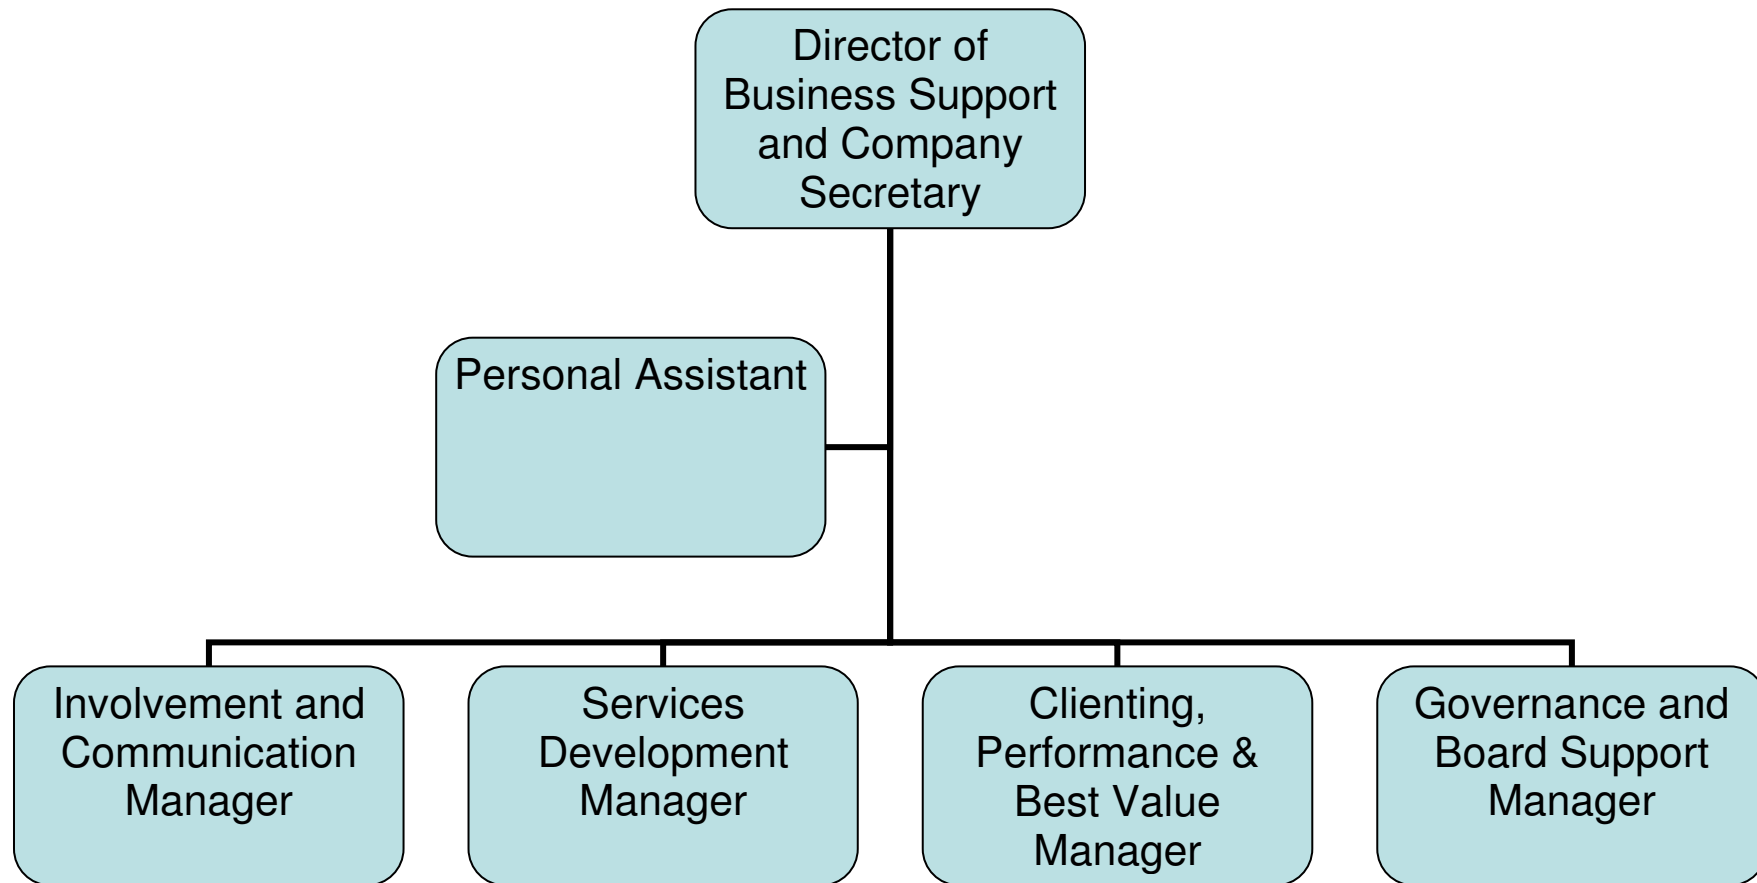 Director of
Business Support
and Company
Secretary
Personal Assistant
Involvement and
Communication
Manager
Services
Development
Manager
Clienting,
Performance &
Best Value
Manager
Governance and
Board Support
Manager